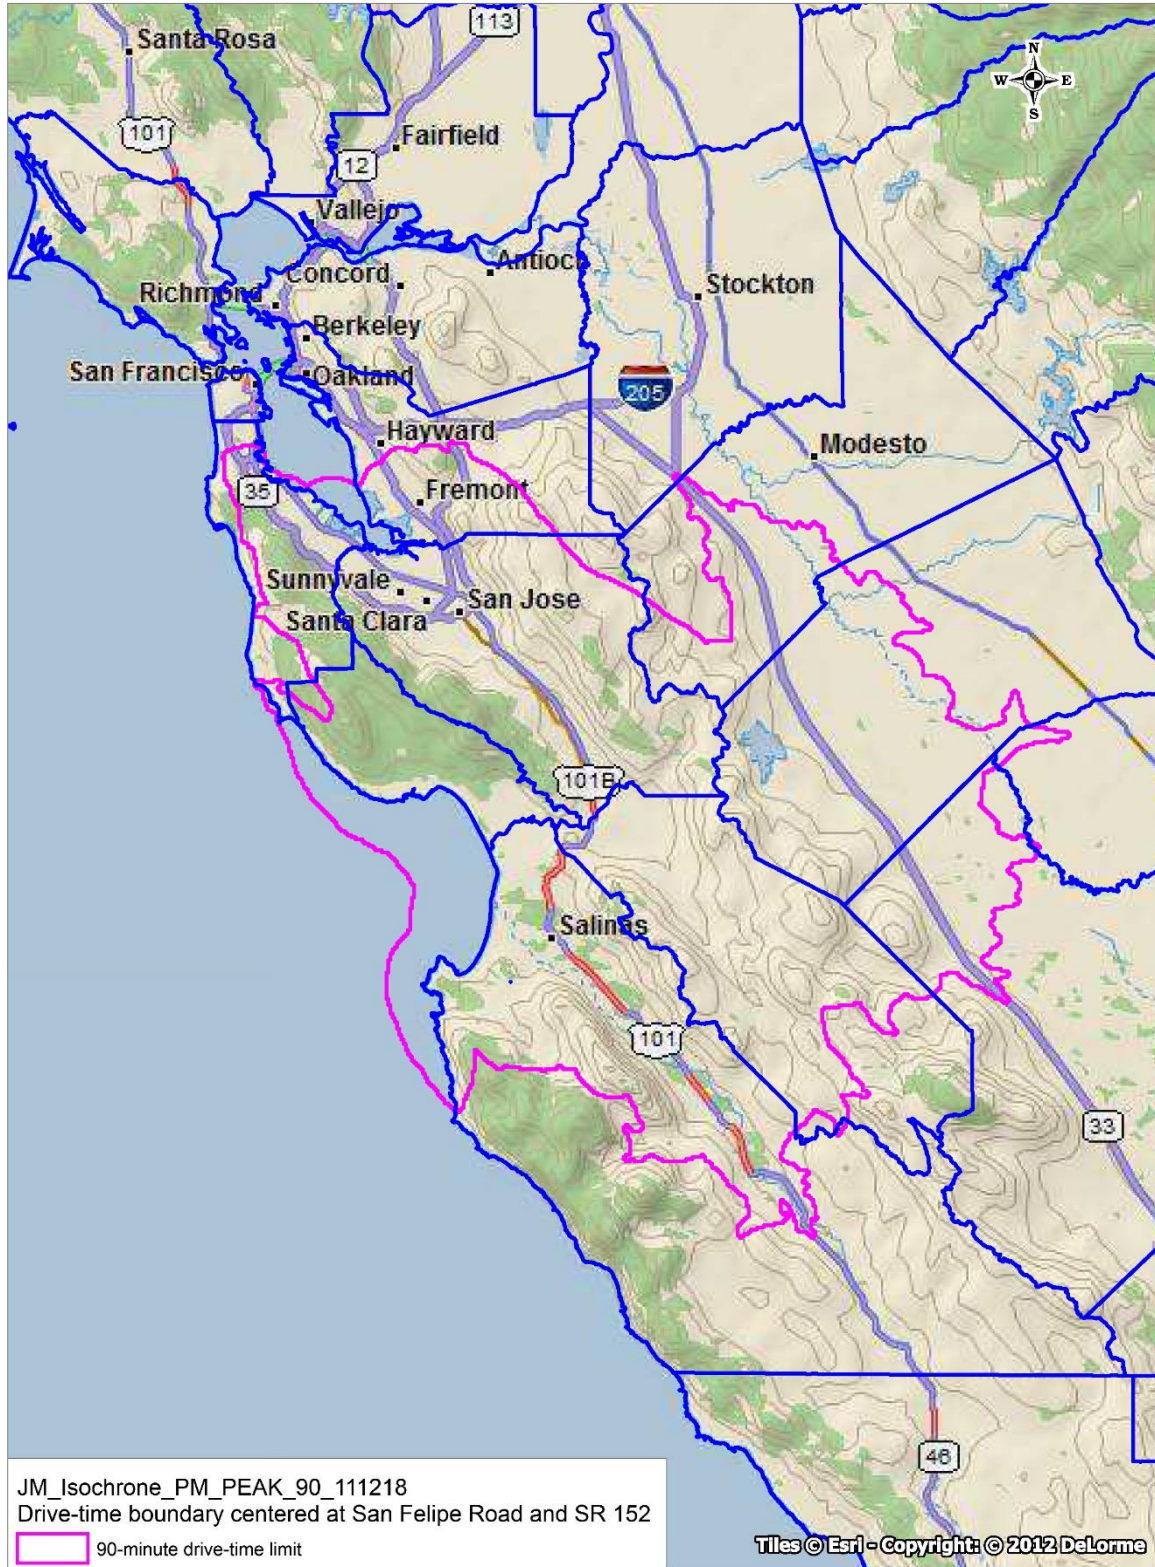 113
Santa Rosa
N
W E
S
101
Fairfield
12
Vallejo
Antioch
Concord
Stockton
Richmond
Berkeley
San Francisco
Oakland
205
Hayward
Modesto
35
Fremont
Sunnyvale
San Jose
Santa Clara
101B
Salinas
101
33
46
JM_Isochrone_PM_PEAK_90_111218
Drive-time boundary centered at San Felipe Road and SR 152
90-minute drive-time limit
Tiles © Esri - Copyright: © 2012 DeLorme